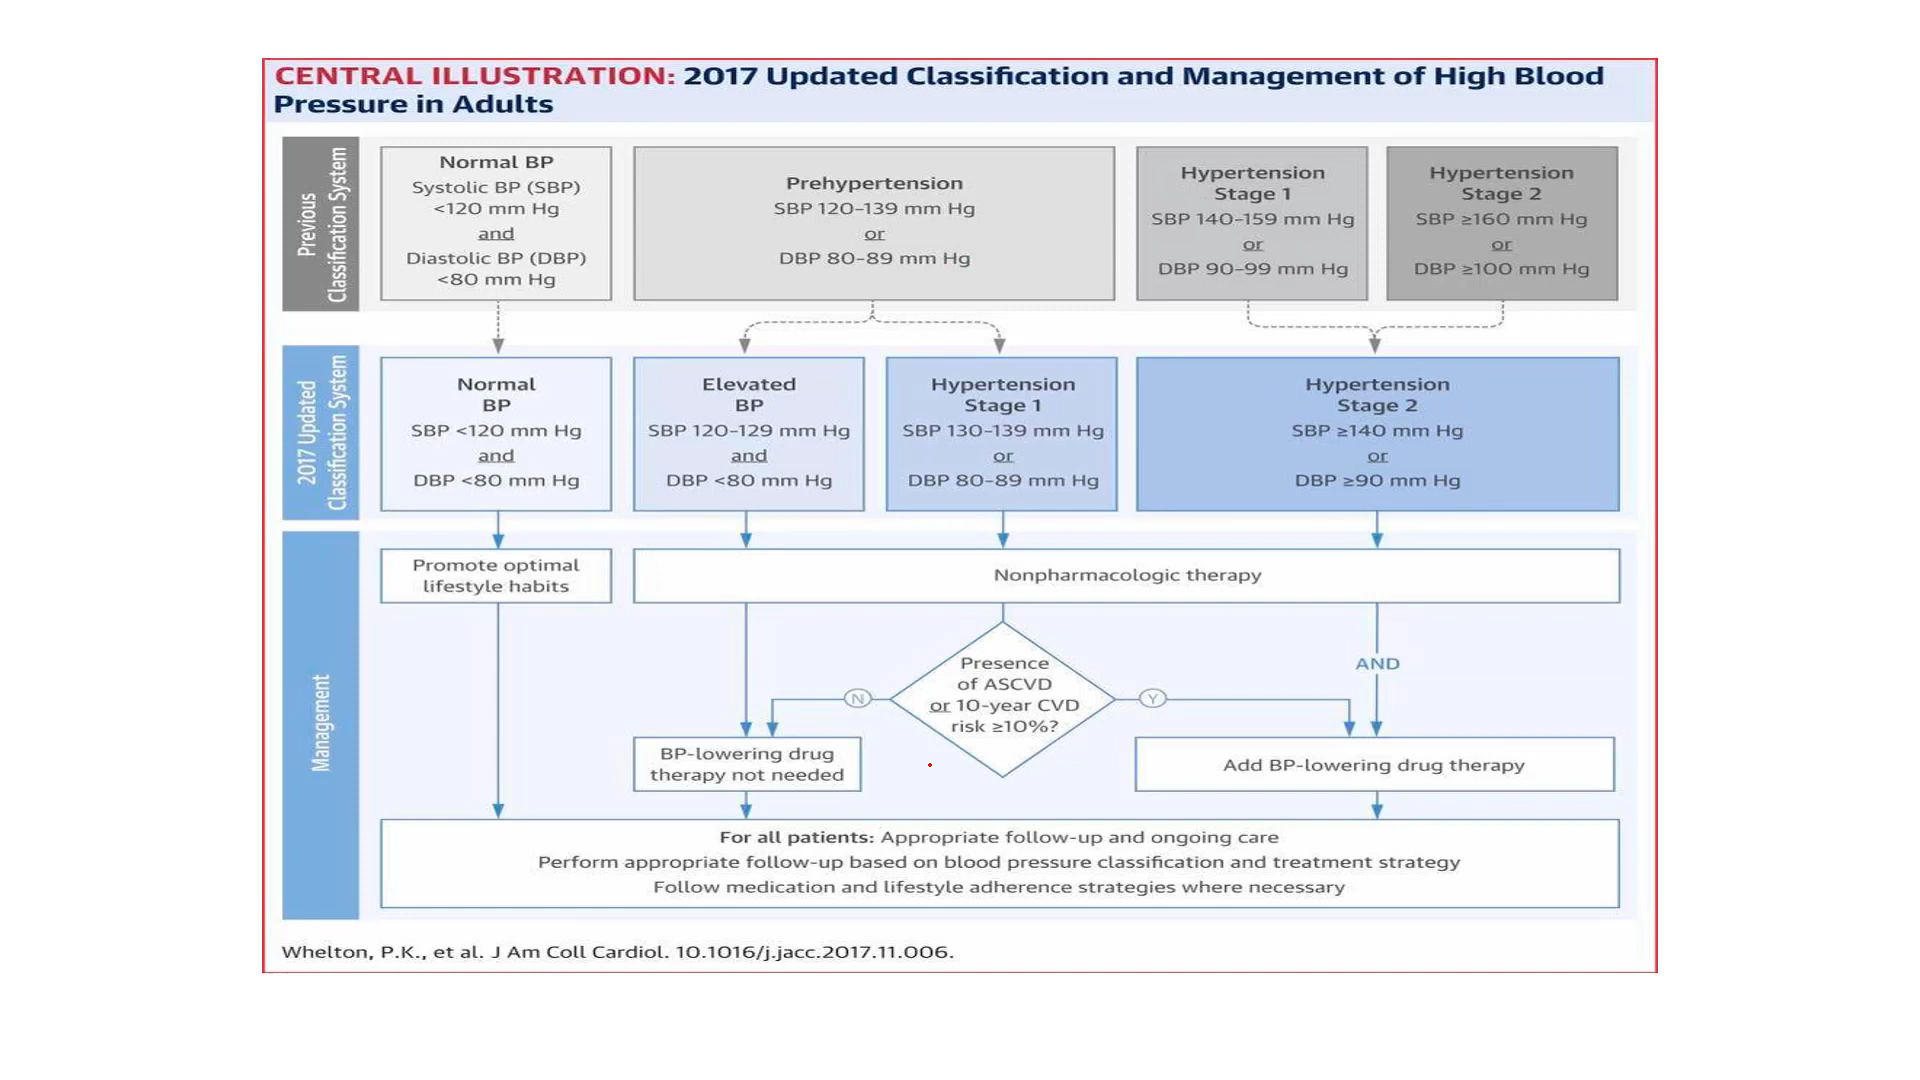 CENTRAL ILLUSTRATION: 2017 Updated Classification and Management of High Blood
Pressure in Adults
Previous
Classification System
Normal BP
Systolic BP (SBP)
<120 mm Hg
and
Diastolic BP (DBP)
<80 mm Hg
Prehypertension
SBP 120–139 mm Hg
or
DBP 80–89 mm Hg
Hypertension
Stage 1
SBP 140–159 mm Hg
or
DBP 90–99 mm Hg
Hypertension
Stage 2
SBP ≥160 mm Hg
or
DBP ≥100 mm Hg
2017 Updated
Classification System
Normal
BP
SBP <120 mm Hg
and
DBP <80 mm Hg
Elevated
BP
SBP 120–129 mm Hg
and
DBP <80 mm Hg
Hypertension
Stage 1
SBP 130–139 mm Hg
or
DBP 80–89 mm Hg
Hypertension
Stage 2
SBP ≥140 mm Hg
or
DBP ≥90 mm Hg
Management
Promote optimal
lifestyle habits
Nonpharmacologic therapy
Presence
of ASCVD
or 10-year CVD
risk ≥10%?
N
Y
AND
BP-lowering drug
therapy not needed
Add BP-lowering drug therapy
For all patients: Appropriate follow-up and ongoing care
Perform appropriate follow-up based on blood pressure classification and treatment strategy
Follow medication and lifestyle adherence strategies where necessary
Whelton, P.K., et al. J Am Coll Cardiol. 10.1016/j.jacc.2017.11.006.